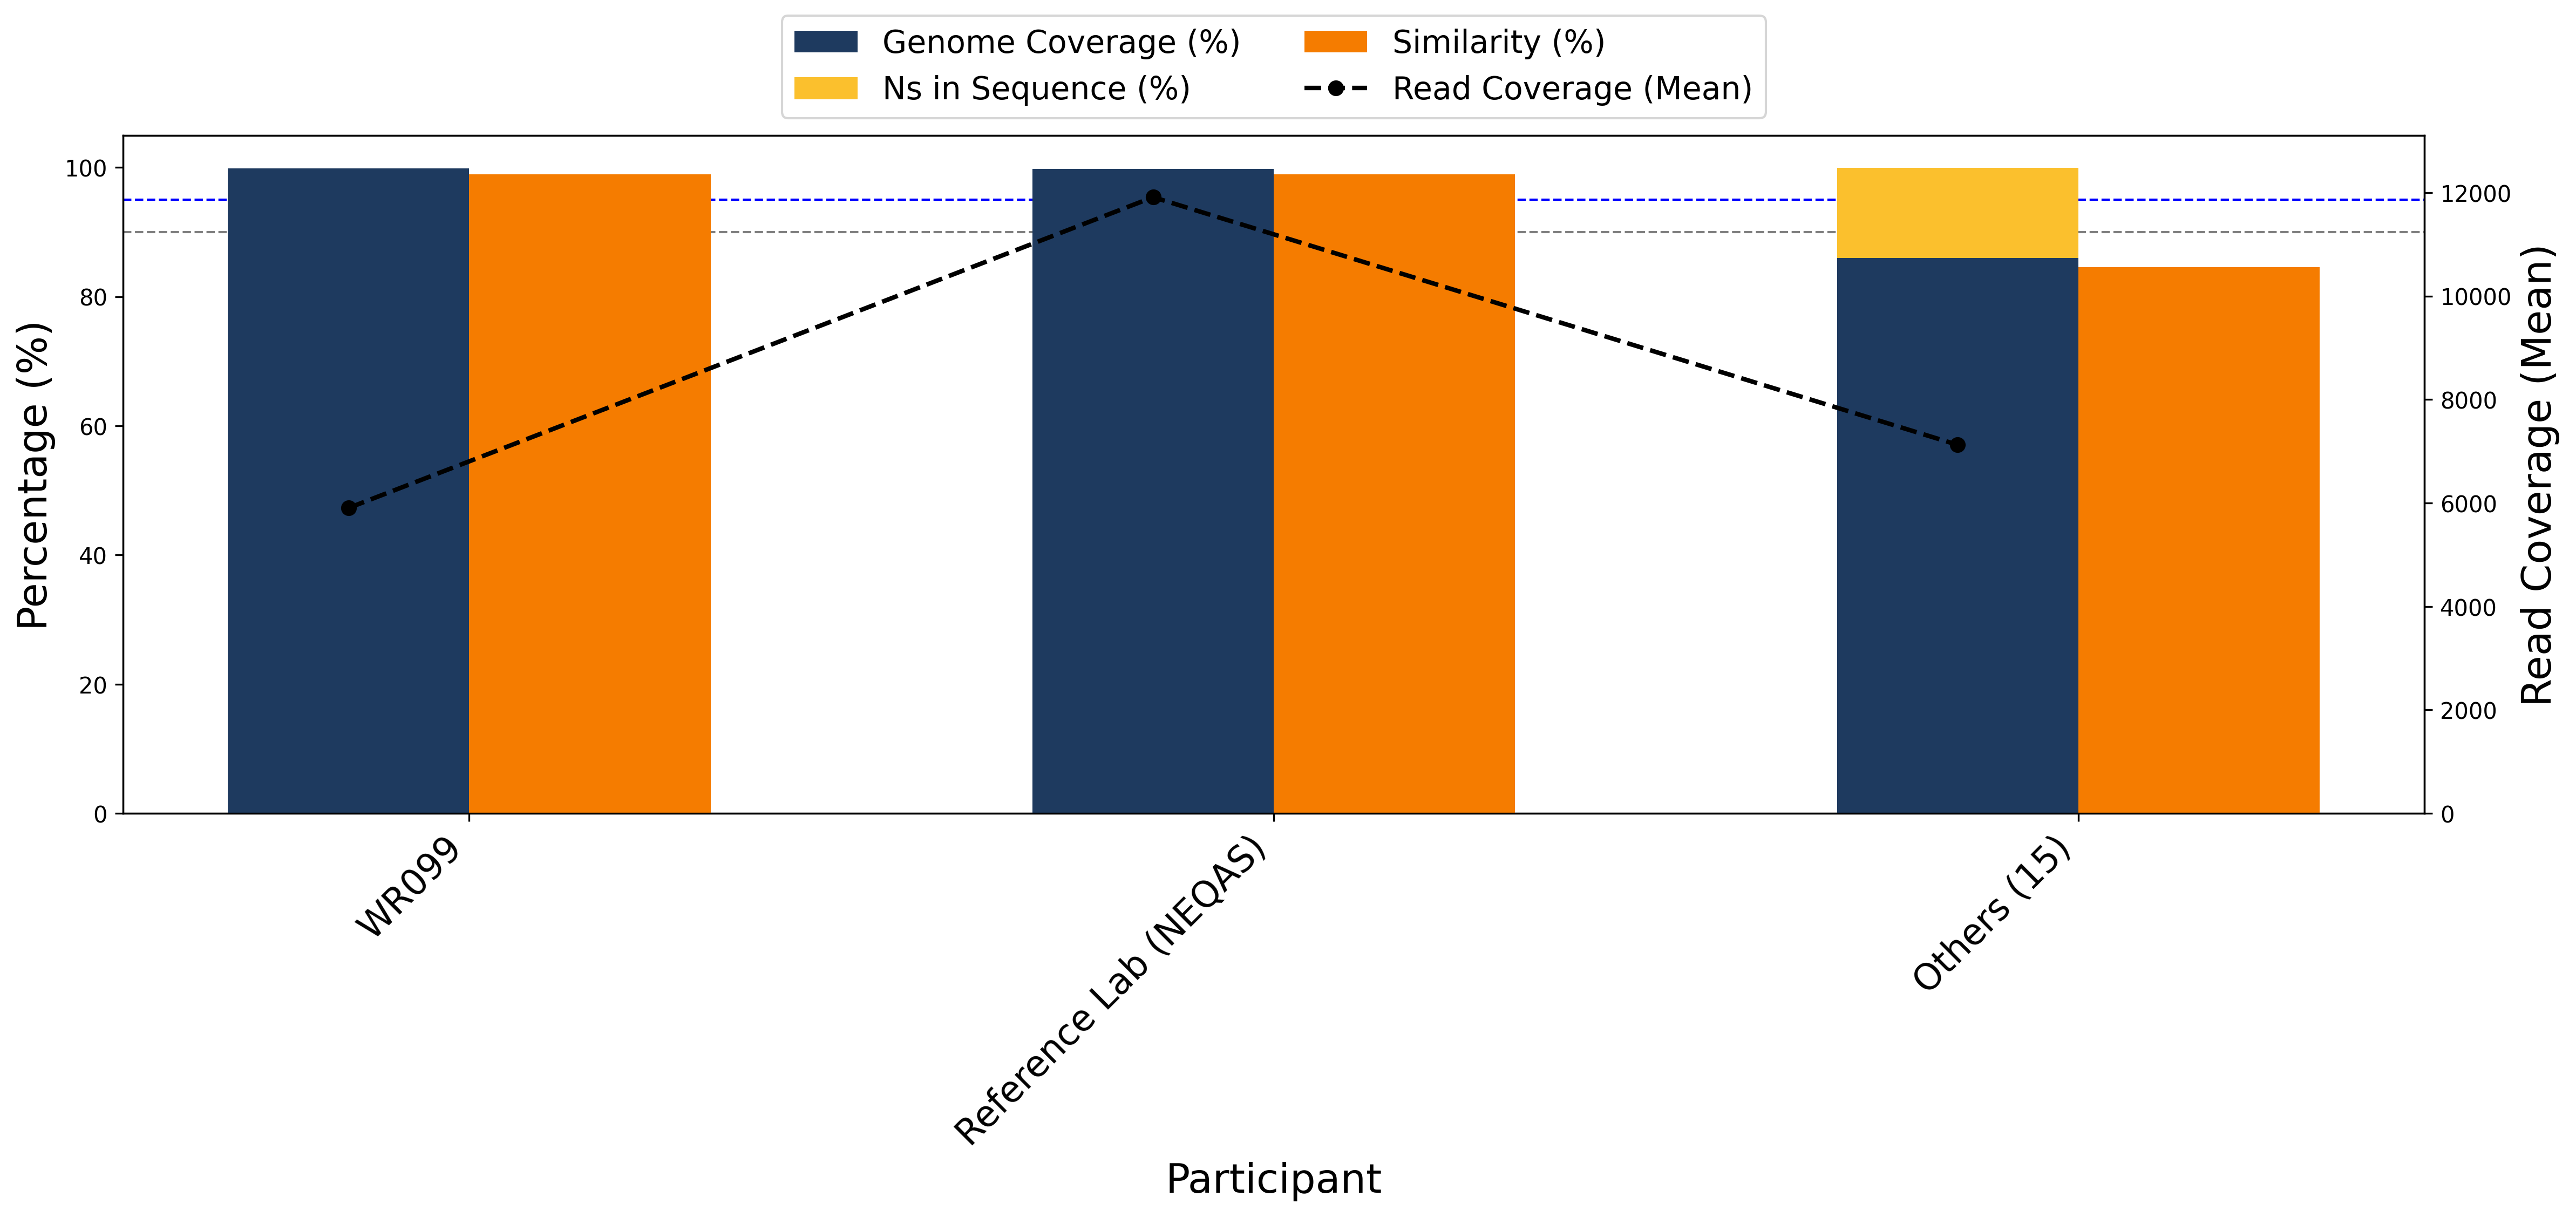 Genome Coverage (%)
Ns in Sequence (%)
Similarity (%)
Read Coverage (Mean)
Percentage (%)
100
80
60
40
20
0
12000
10000
8000
6000
4000
2000
0
Read Coverage (Mean)
WR099
Reference Lab (NEQAS)
Others (15)
Participant